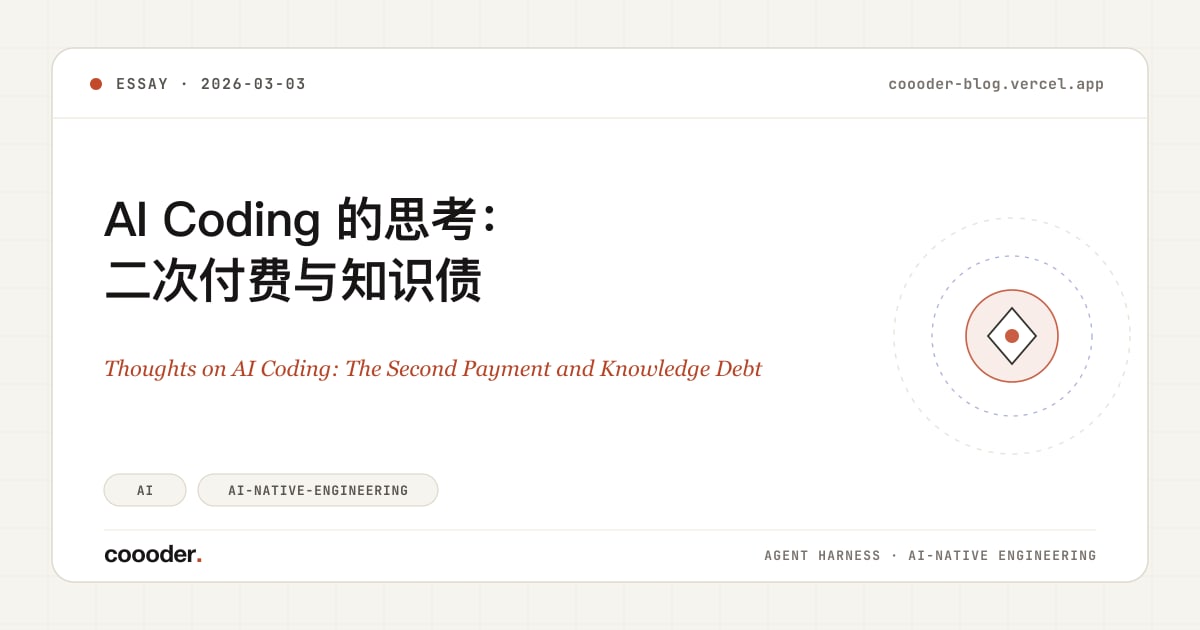 ESSAY · 2026-03-03
coooder-blog.vercel.app
AI Coding 的思考：
二次付费与知识债
Thoughts on AI Coding: The Second Payment and Knowledge Debt
AI
AI-NATIVE-ENGINEERING
coooder.
AGENT HARNESS · AI-NATIVE ENGINEERING